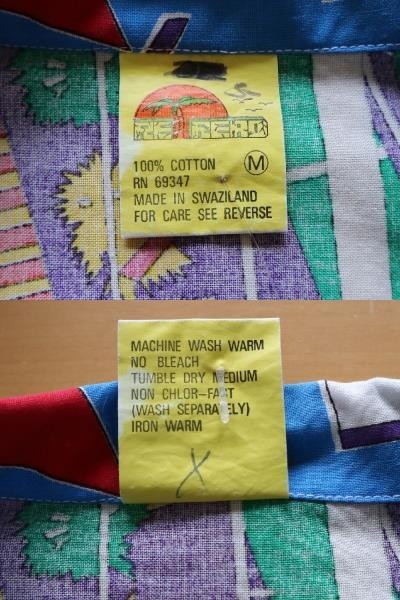 100% COTTON
M
RN 69347
MADE IN SWAZILAND
FOR CARE SEE REVERSE
MACHINE WASH WARM
NO BLEACH
TUMBLE DRY MEDIUM
NON CHLOR-FAST
(WASH SEPARATELY)
IRON WARM
X